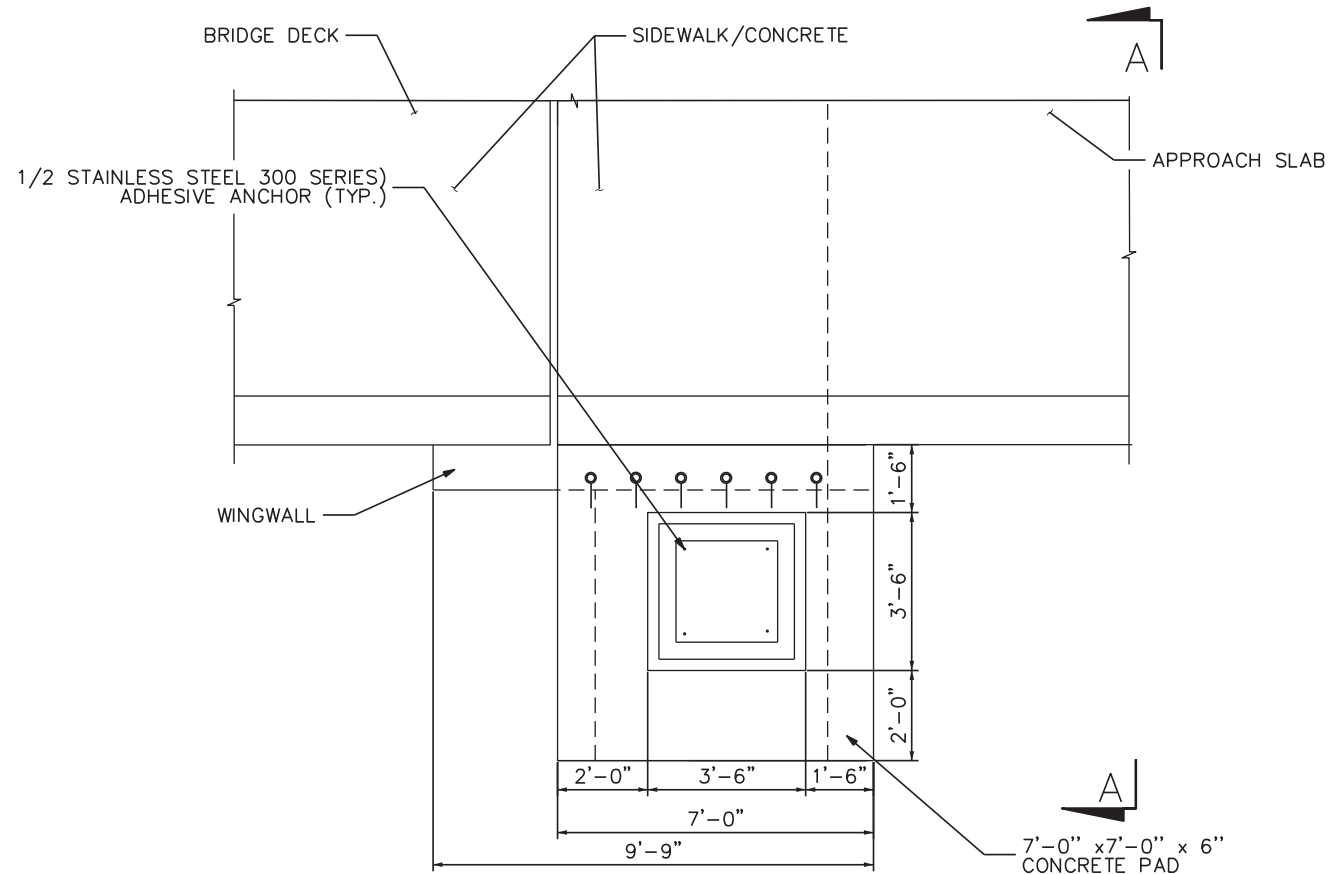 BRIDGE DECK
SIDEWALK/CONCRETE
A
APPROACH SLAB
1/2 STAINLESS STEEL 300 SERIES)
ADHESIVE ANCHOR (TYP.)
WINGWALL
1'-6"
3'-6"
2'-0"
2'-0"
3'-6"
1'-6"
7'-0"
9'-9"
A
7'-0" x7'-0" x 6"
CONCRETE PAD